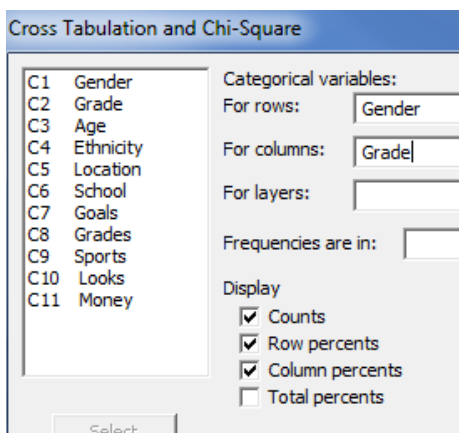 Cross Tabulation and Chi-Square
C1 Gender
C2 Grade
C3 Age
C4 Ethnicity
C5 Location
C6 School
C7 Goals
C8 Grades
C9 Sports
C10 Looks
C11 Money
Select
Categorical variables:
For rows: Gender
For columns: Grade
For layers:
Frequencies are in:
Display
Counts
Row percents
Column percents
Total percents